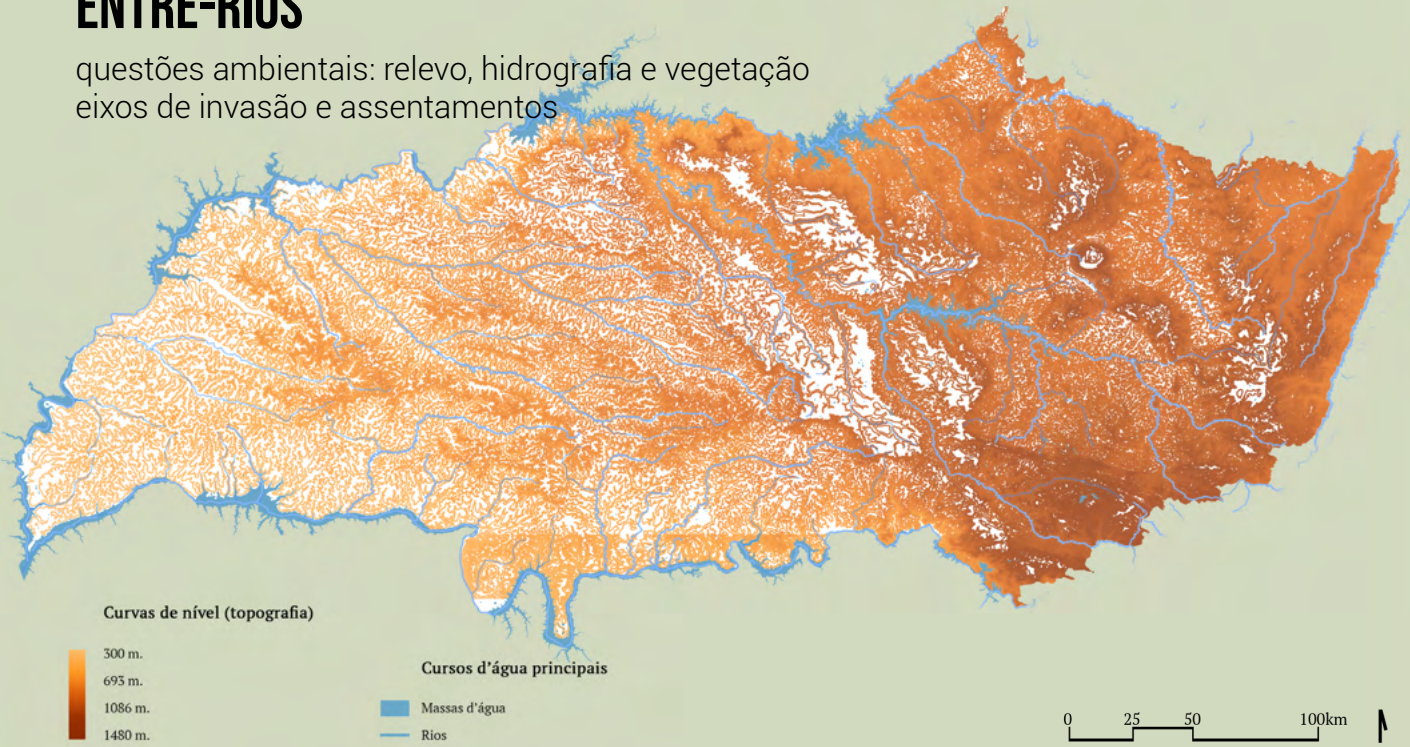 ENTRE-RIOS
questões ambientais: relevo, hidrografia e vegetação
eixos de invasão e assentamentos
Curvas de nível (topografia)
300 m.
693 m.
1086 m.
1480 m.
Cursos d'água principais
Massas d'água
Rios
0 25 50 100km